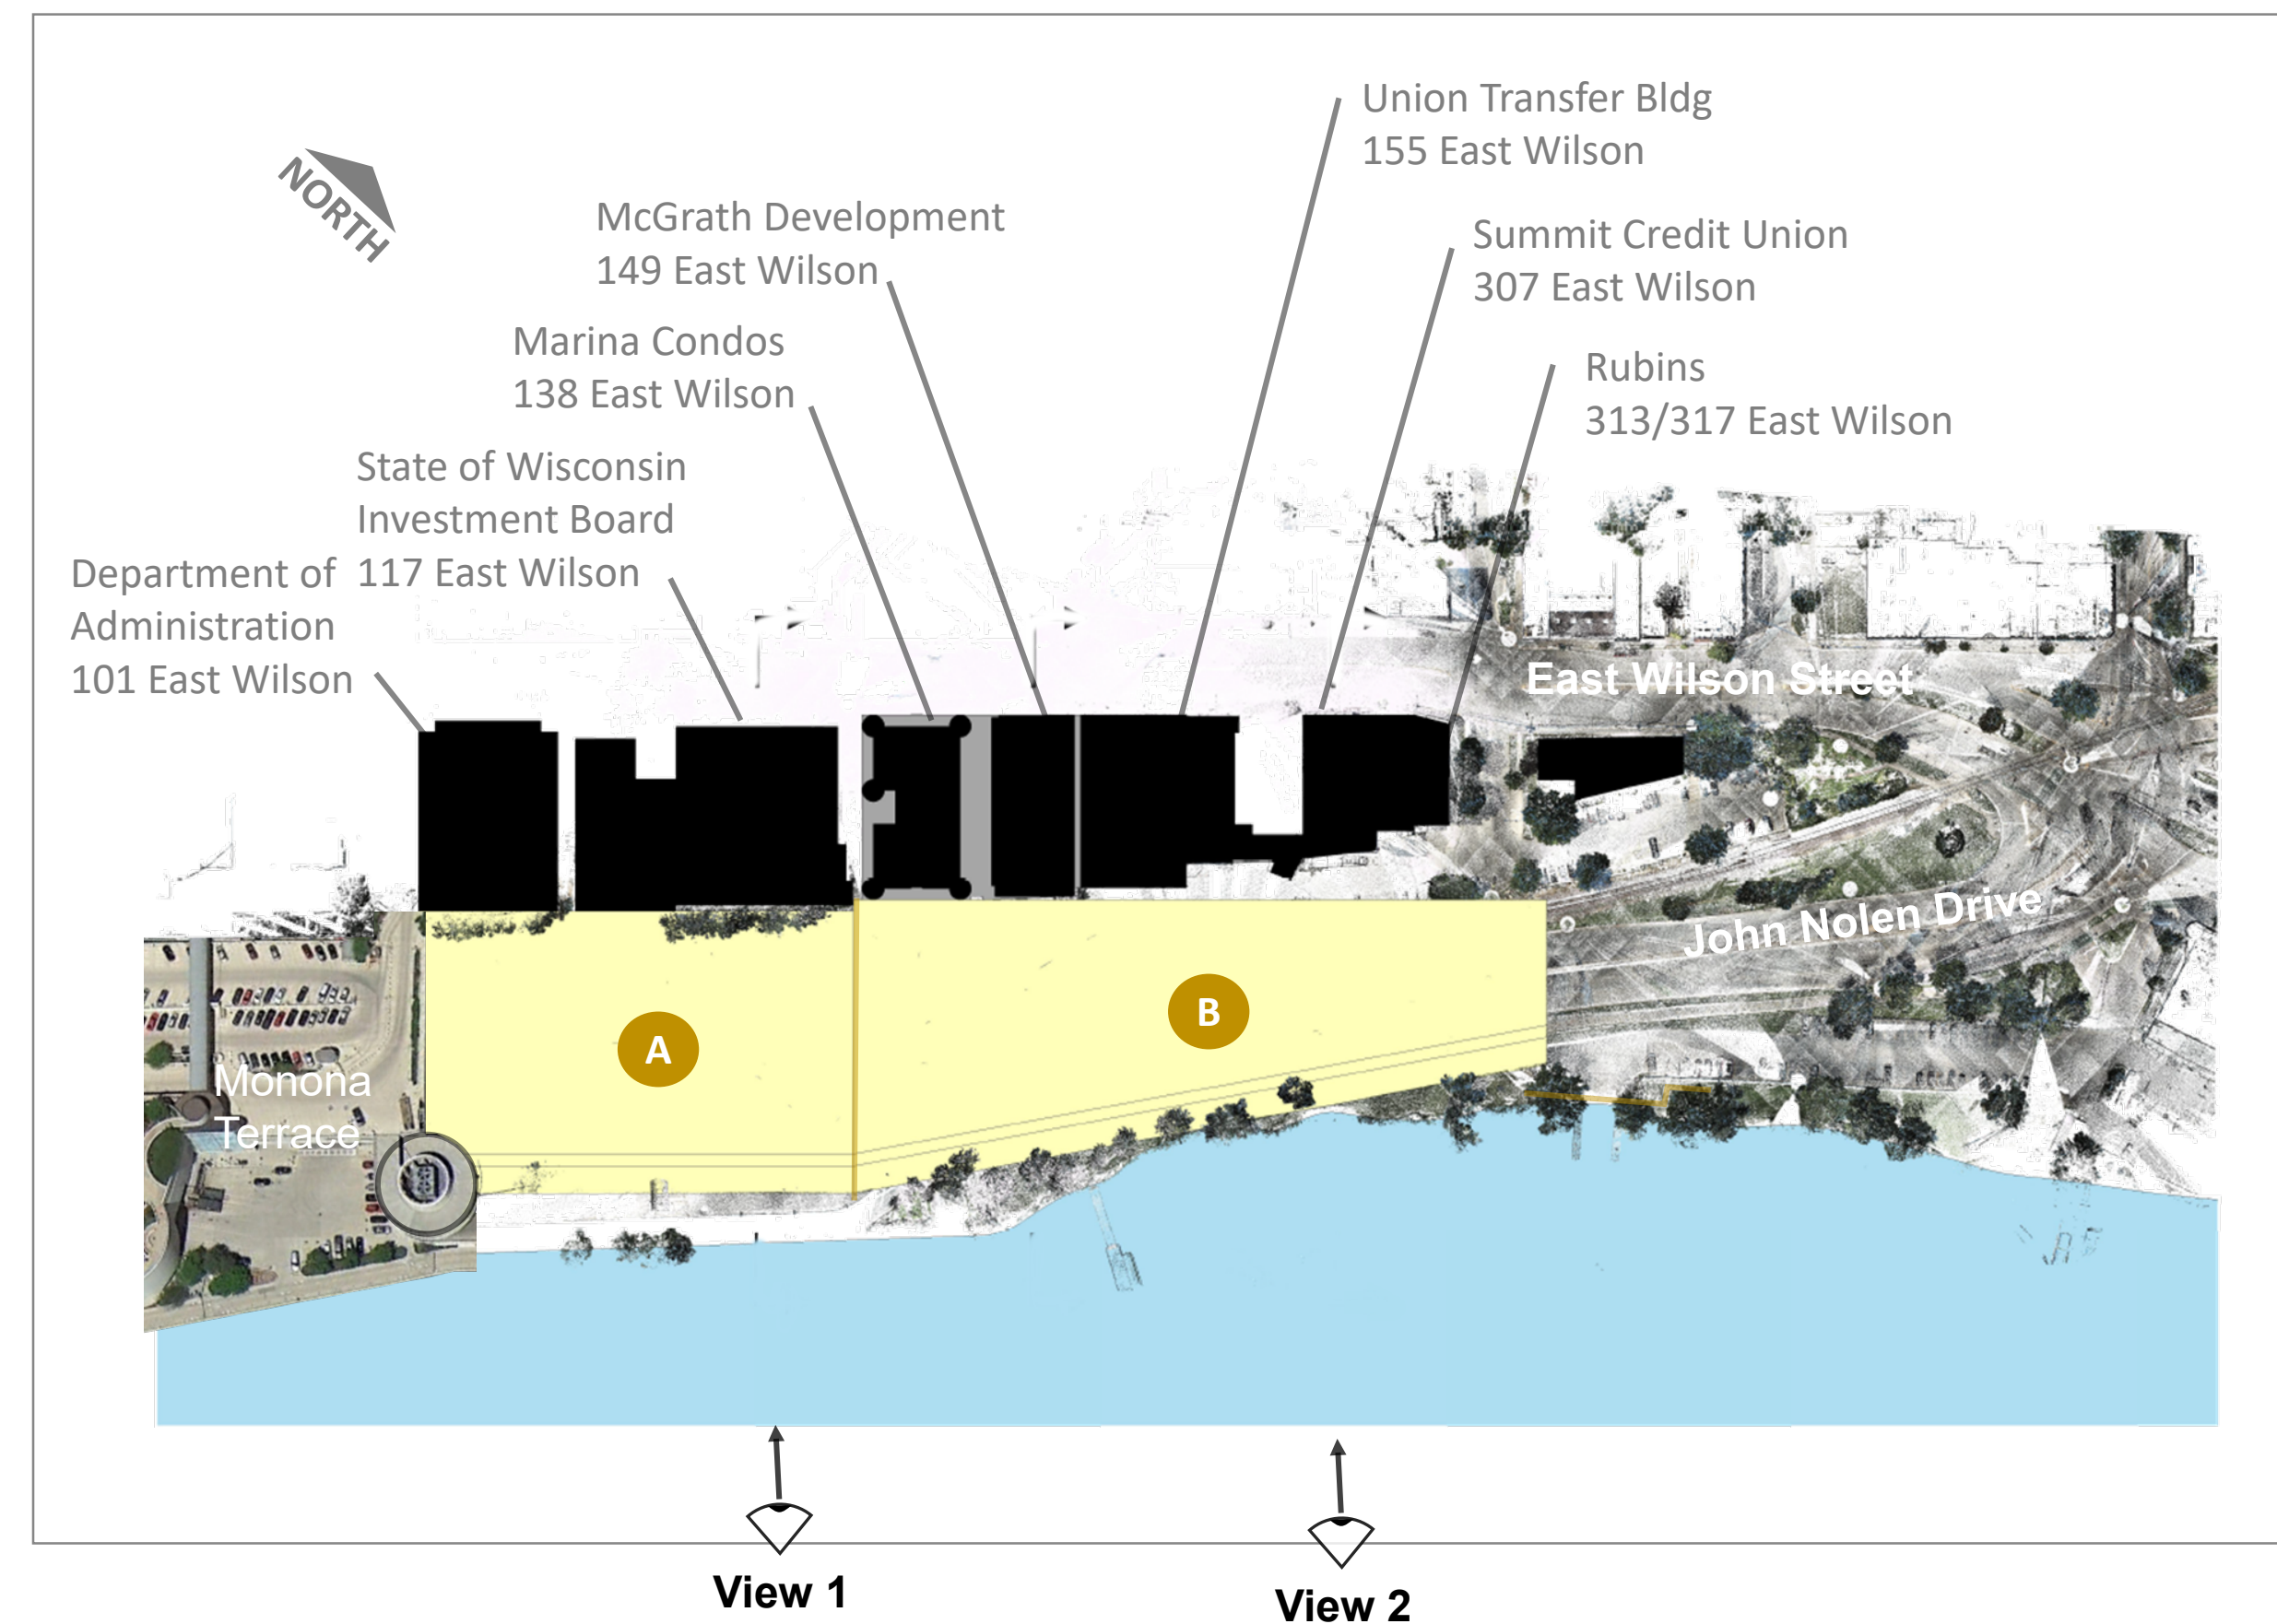 Union Transfer Bldg
155 East Wilson
NORTH
McGrath Development
149 East Wilson
Summit Credit Union
307 East Wilson
Marina Condos
138 East Wilson
Rubins
313/317 East Wilson
State of Wisconsin
Investment Board
117 East Wilson
Department of
Administration
101 East Wilson
East Wilson Street
John Nolen Drive
A
B
Monona
Terrace
View 1
View 2